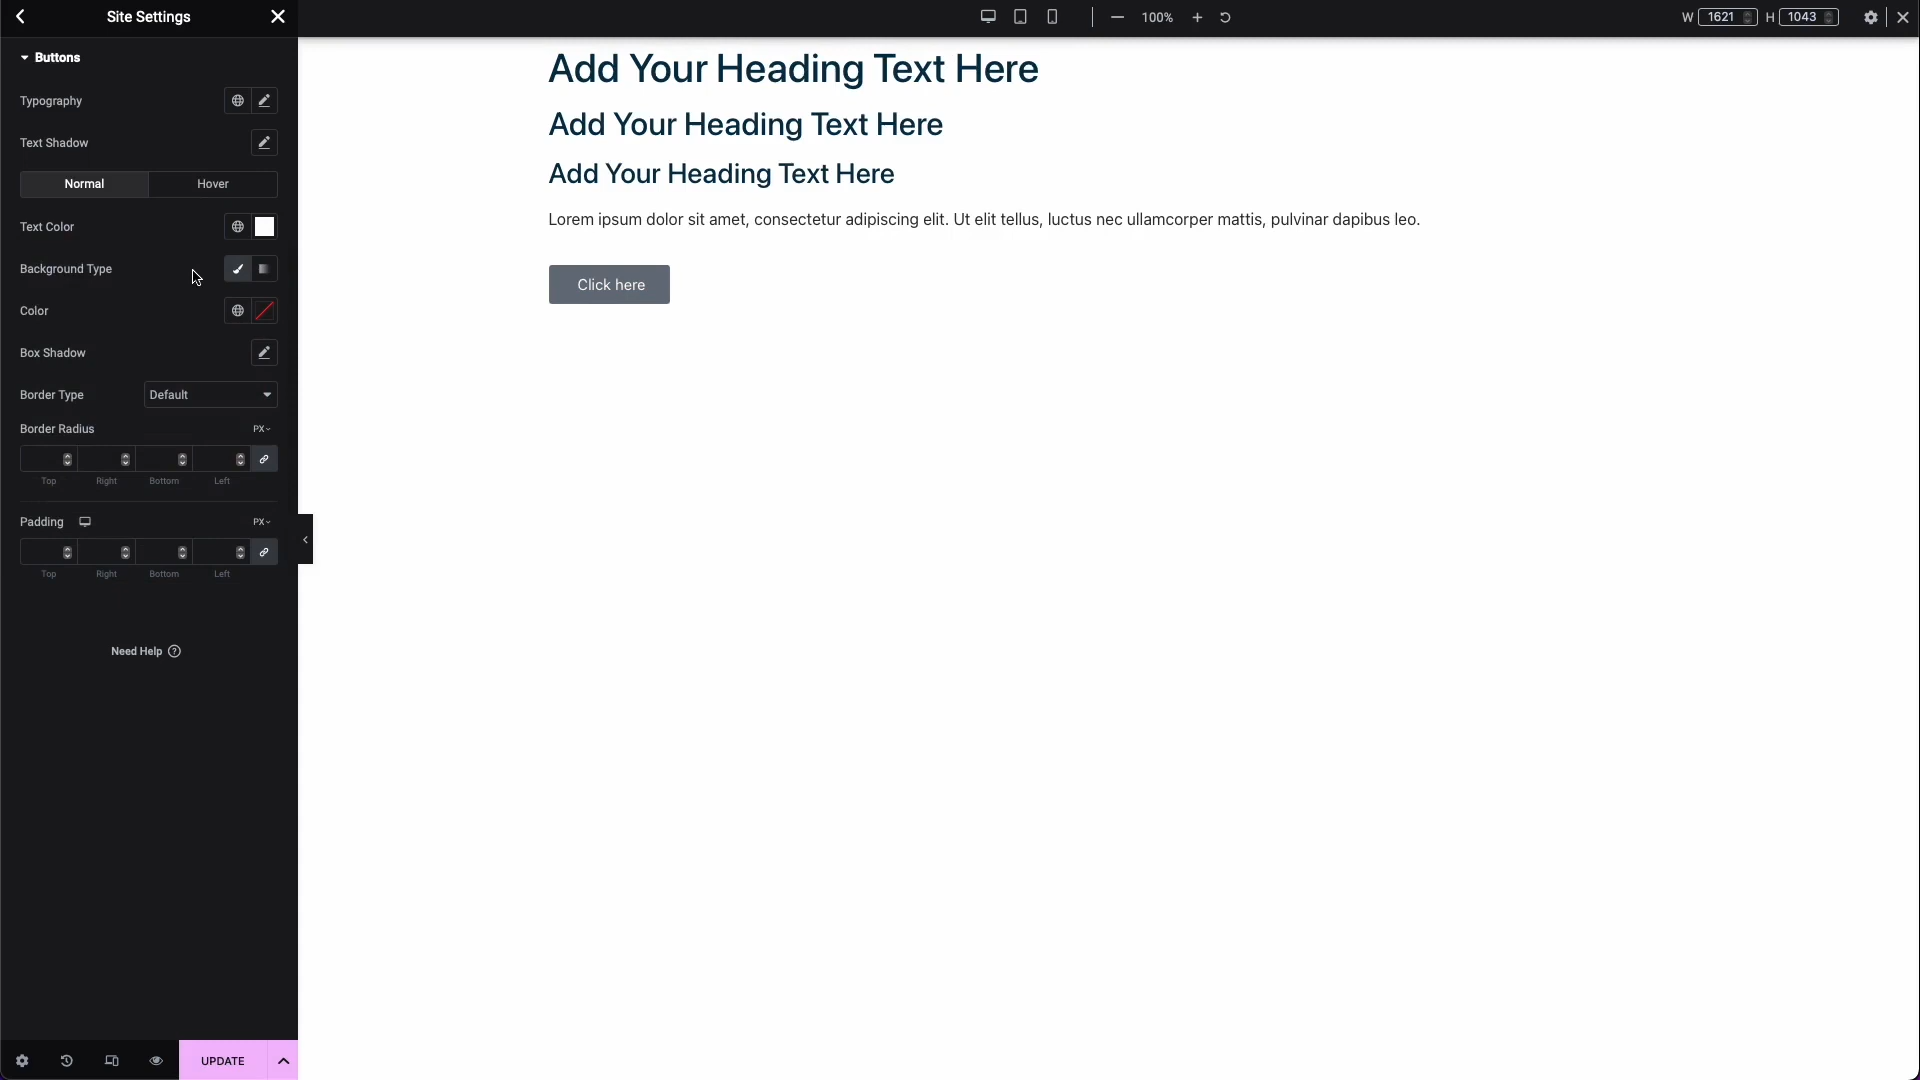 Site Settings
100%
W 1621 H 1043
Buttons
Typography
Text Shadow
Normal Hover
Text Color
Background Type
Color
Box Shadow
Border Type Default
Border Radius PX
Top Right Bottom Left
Padding PX
Top Right Bottom Left
Need Help ?
UPDATE
Add Your Heading Text Here
Add Your Heading Text Here
Add Your Heading Text Here
Lorem ipsum dolor sit amet, consectetur adipiscing elit. Ut elit tellus, luctus nec ullamcorper mattis, pulvinar dapibus leo.
Click here